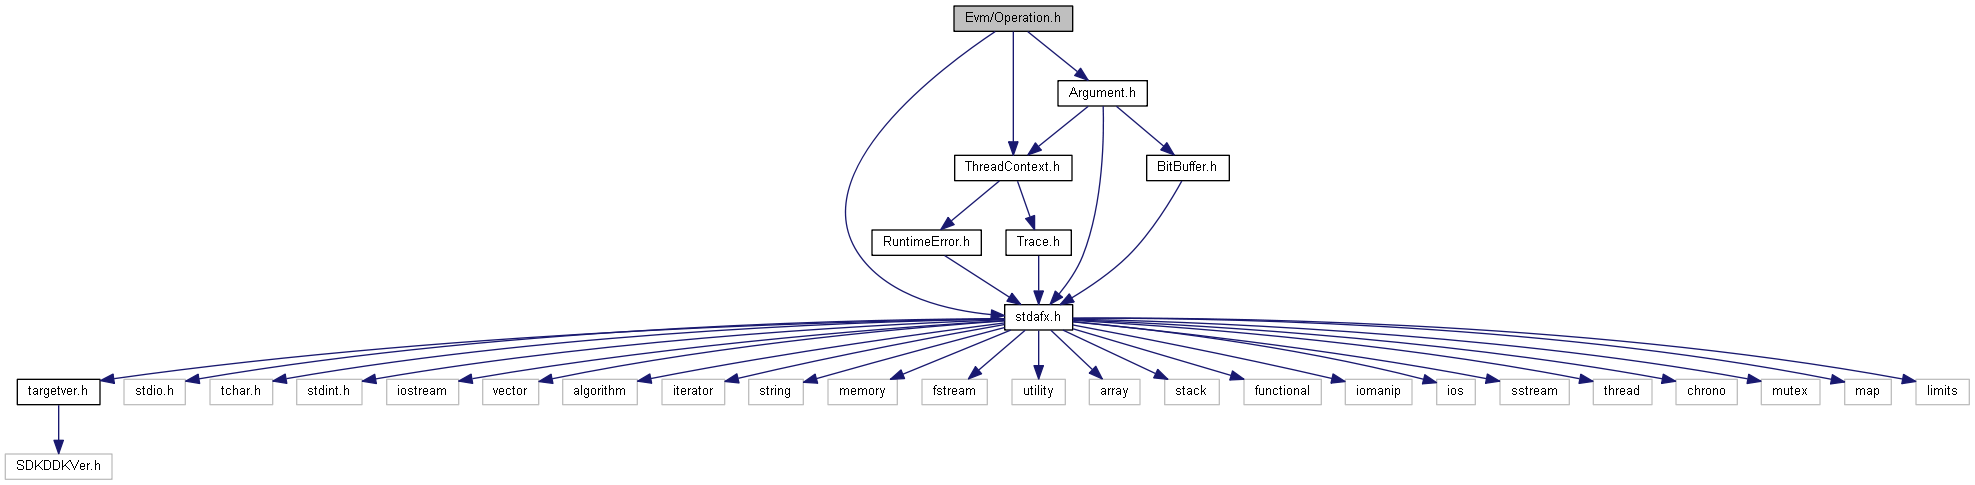 Evm/Operation.h
Argument.h
ThreadContext.h
BitBuffer.h
RuntimeError.h
Trace.h
stdafx.h
targetver.h
stdio.h
tchar.h
stdint.h
iostream
vector
algorithm
iterator
string
memory
fstream
utility
array
stack
functional
iomanip
ios
sstream
thread
chrono
mutex
map
limits
SDKDDKVer.h